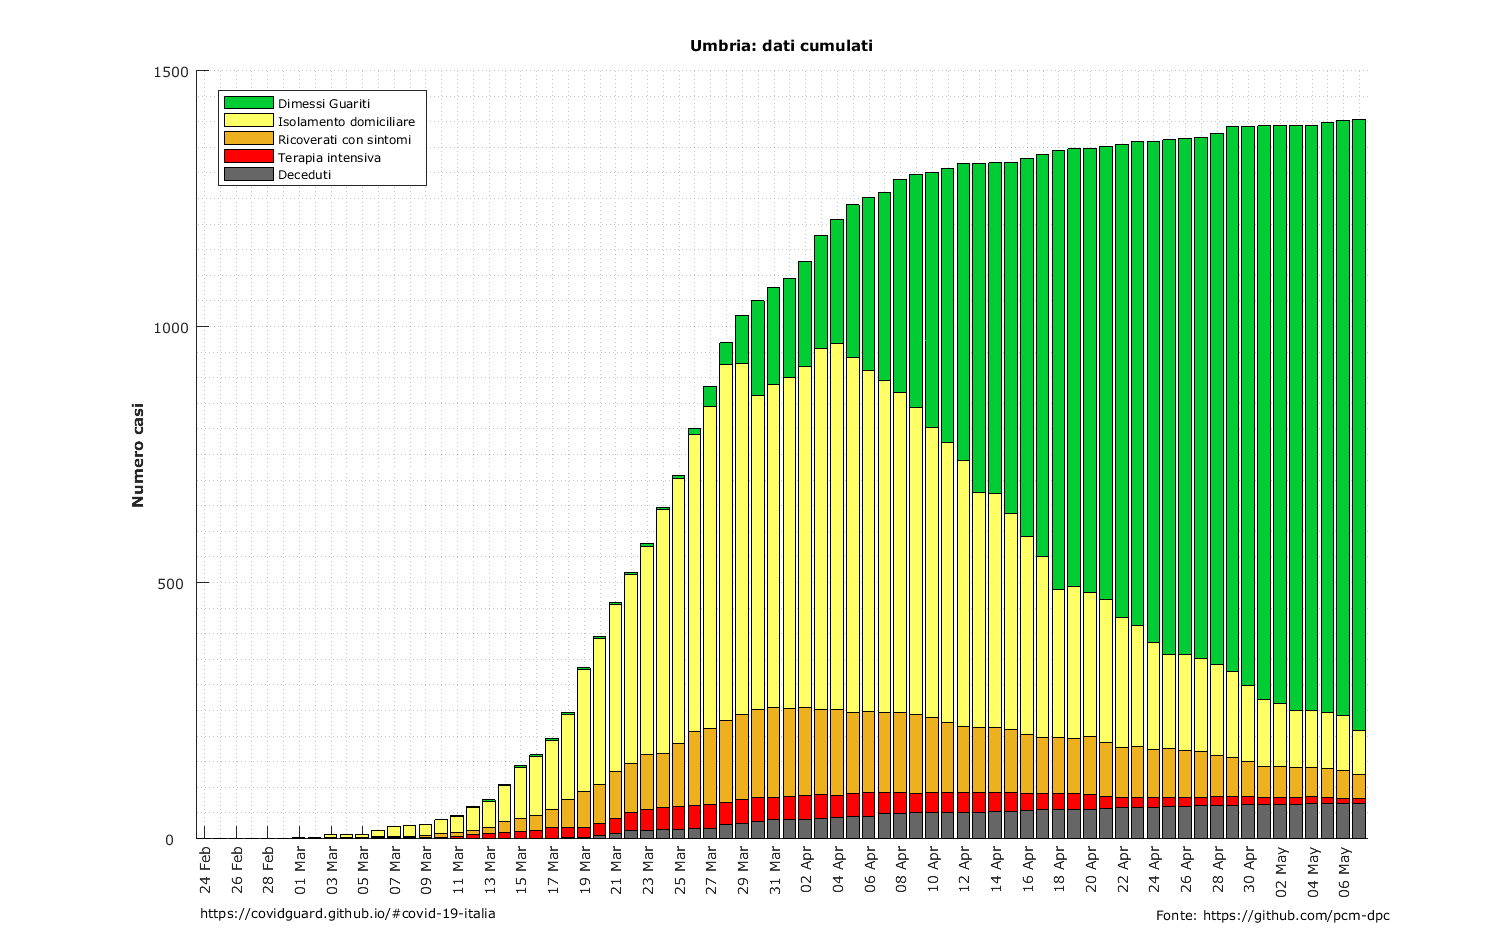 Umbria: dati cumulati
1500
1000
500
0
Numero casi
Dimessi Guariti
Isolamento domiciliare
Ricoverati con sintomi
Terapia intensiva
Deceduti
24 Feb
26 Feb
28 Feb
01 Mar
03 Mar
05 Mar
07 Mar
09 Mar
11 Mar
13 Mar
15 Mar
17 Mar
19 Mar
21 Mar
23 Mar
25 Mar
27 Mar
29 Mar
31 Mar
02 Apr
04 Apr
06 Apr
08 Apr
10 Apr
12 Apr
14 Apr
16 Apr
18 Apr
20 Apr
22 Apr
24 Apr
26 Apr
28 Apr
30 Apr
02 May
04 May
06 May
https://covidguard.github.io/#covid-19-italia
Fonte: https://github.com/pcm-dpc